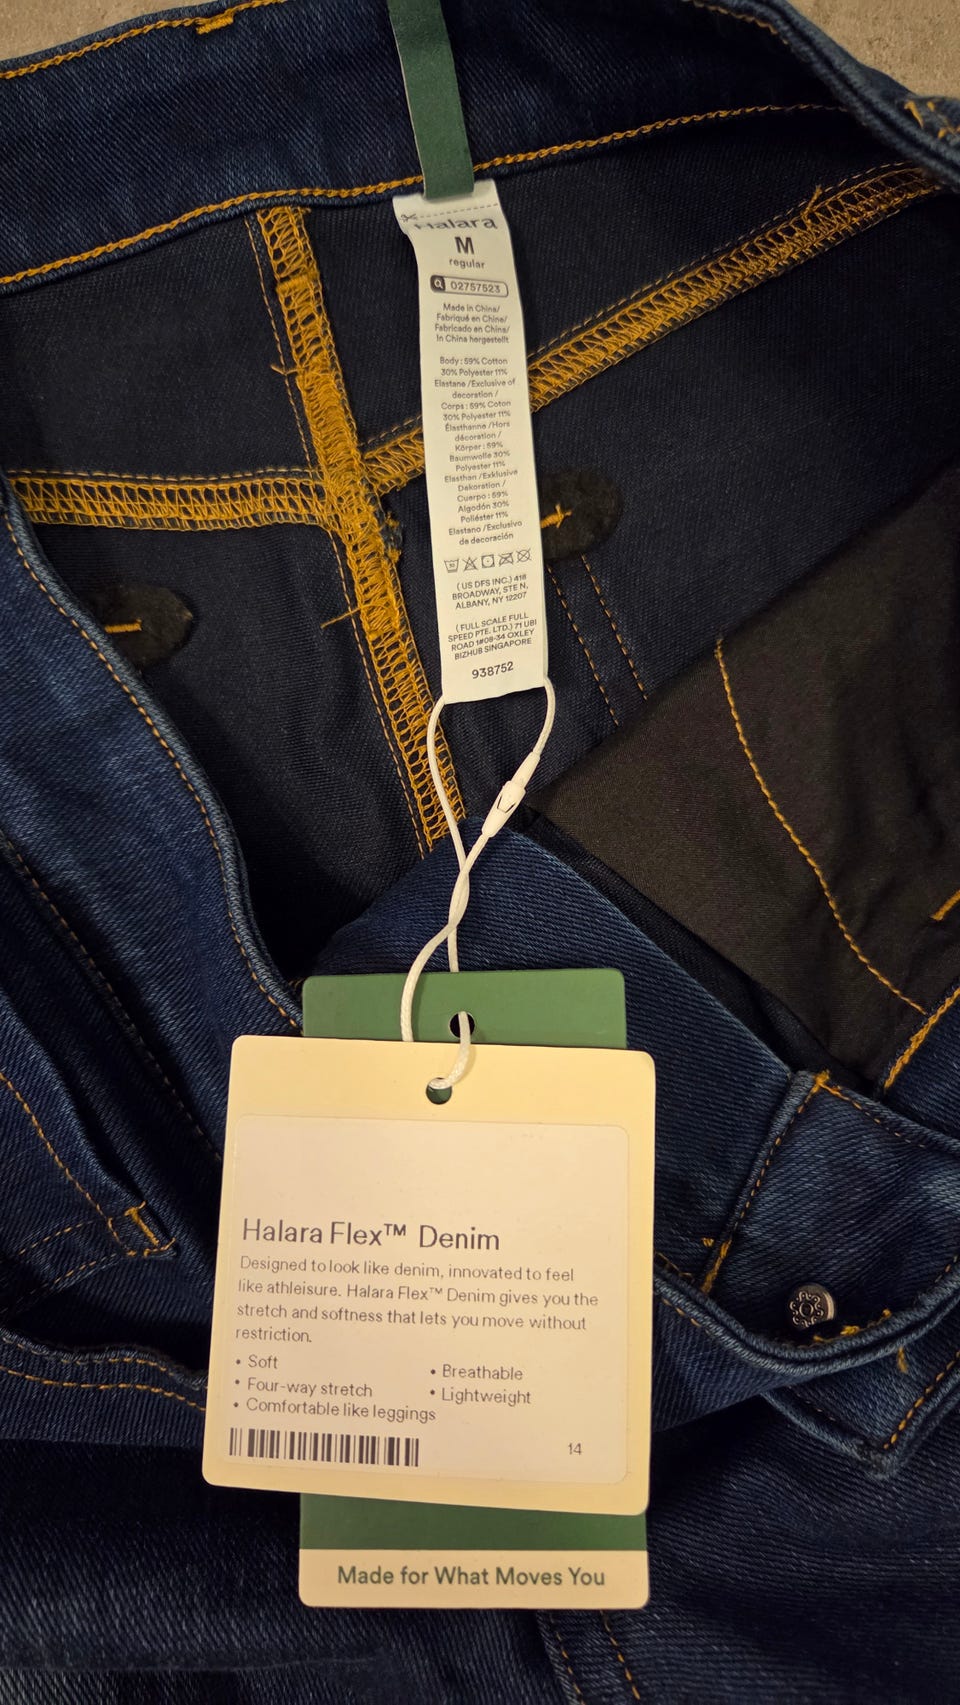 Halara
M
regular
02757523
Made in China/
Fabriqué en Chine/
Fabricado en China/
In China hergestellt
Body : 59% Cotton
30% Polyester 11%
Elastane /Exclusive of
decoration /
Corps : 59% Coton
30% Polyester 11%
Élasthanne /Hors
décoration /
Körper : 59%
Baumwolle 30%
Polyester 11%
Elasthan /Exklusive
Dekoration /
Cuerpo : 59%
Algodón 30%
Poliéster 11%
Elastano /Exclusivo
de decoración
30
( US DFS INC.) 418
BROADWAY, STE N,
ALBANY, NY 12207
( FULL SCALE FULL
SPEED PTE. LTD.) 71 UBI
ROAD 1#08-34 OXLEY
BIZHUB SINGAPORE
938752
Halara Flex™ Denim
Designed to look like denim, innovated to feel
like athleisure. Halara Flex™ Denim gives you the
stretch and softness that lets you move without
restriction.
• Soft
• Breathable
• Four-way stretch
• Lightweight
• Comfortable like leggings
14
Made for What Moves You